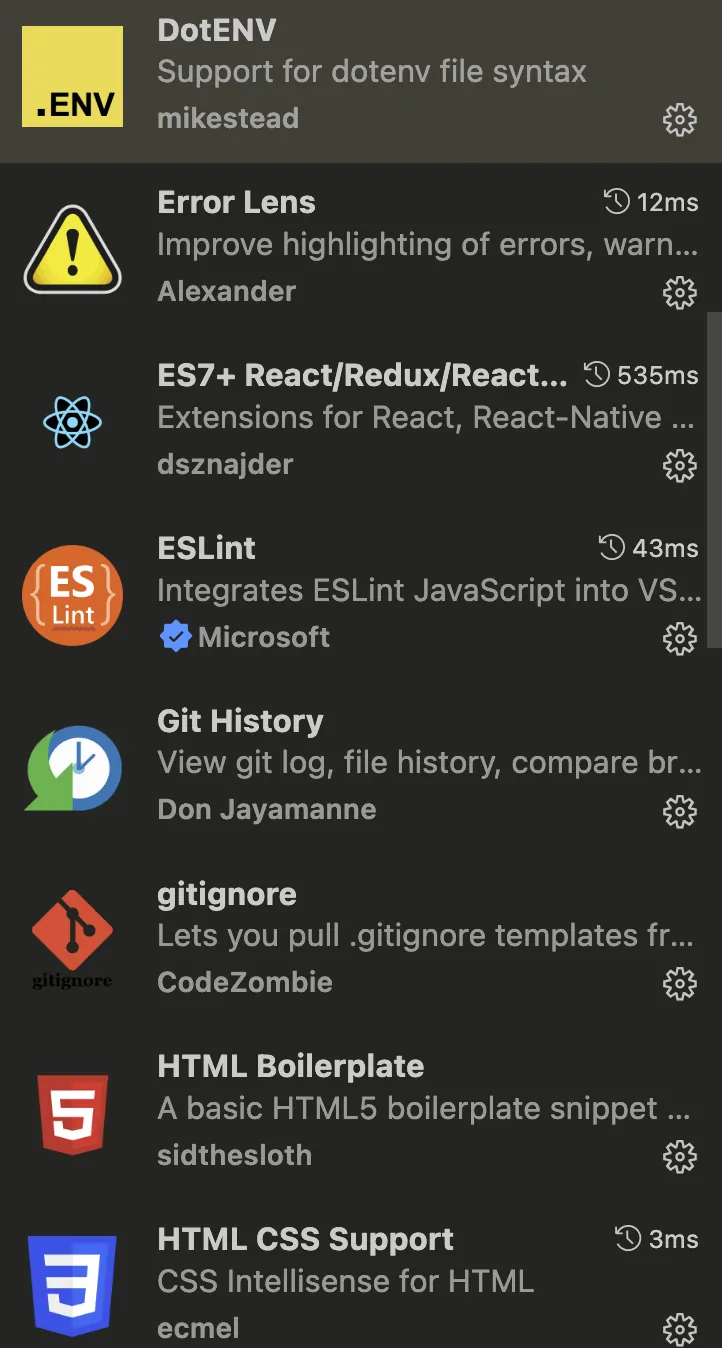 DotENV
Support for dotenv file syntax
.ENV
mikestead
Error Lens 12ms
Improve highlighting of errors, warn...
Alexander
ES7+ React/Redux/React... 535ms
Extensions for React, React-Native ...
dsznajder
ESLint 43ms
Integrates ESLint JavaScript into VS...
{ES}
Lint
Microsoft
Git History
View git log, file history, compare br...
Don Jayamanne
gitignore
Lets you pull .gitignore templates fr...
gitignore
CodeZombie
HTML Boilerplate
A basic HTML5 boilerplate snippet ...
5
sidthesloth
HTML CSS Support 3ms
CSS Intellisense for HTML
3
ecmel